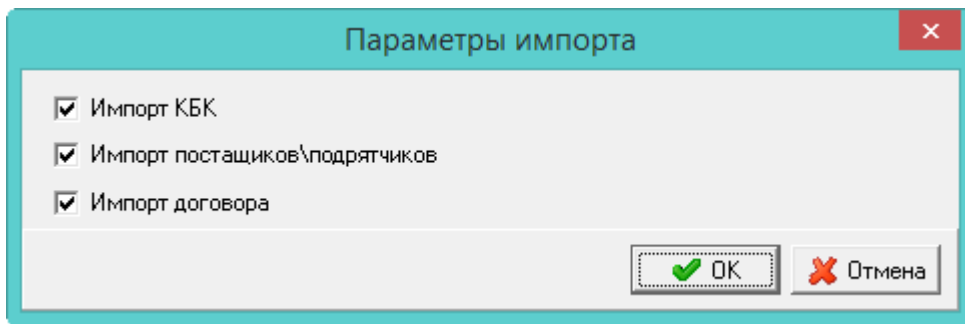 Параметры импорта
Импорт КБК
Импорт постащиков\подрятчиков
Импорт договора
OK
Отмена